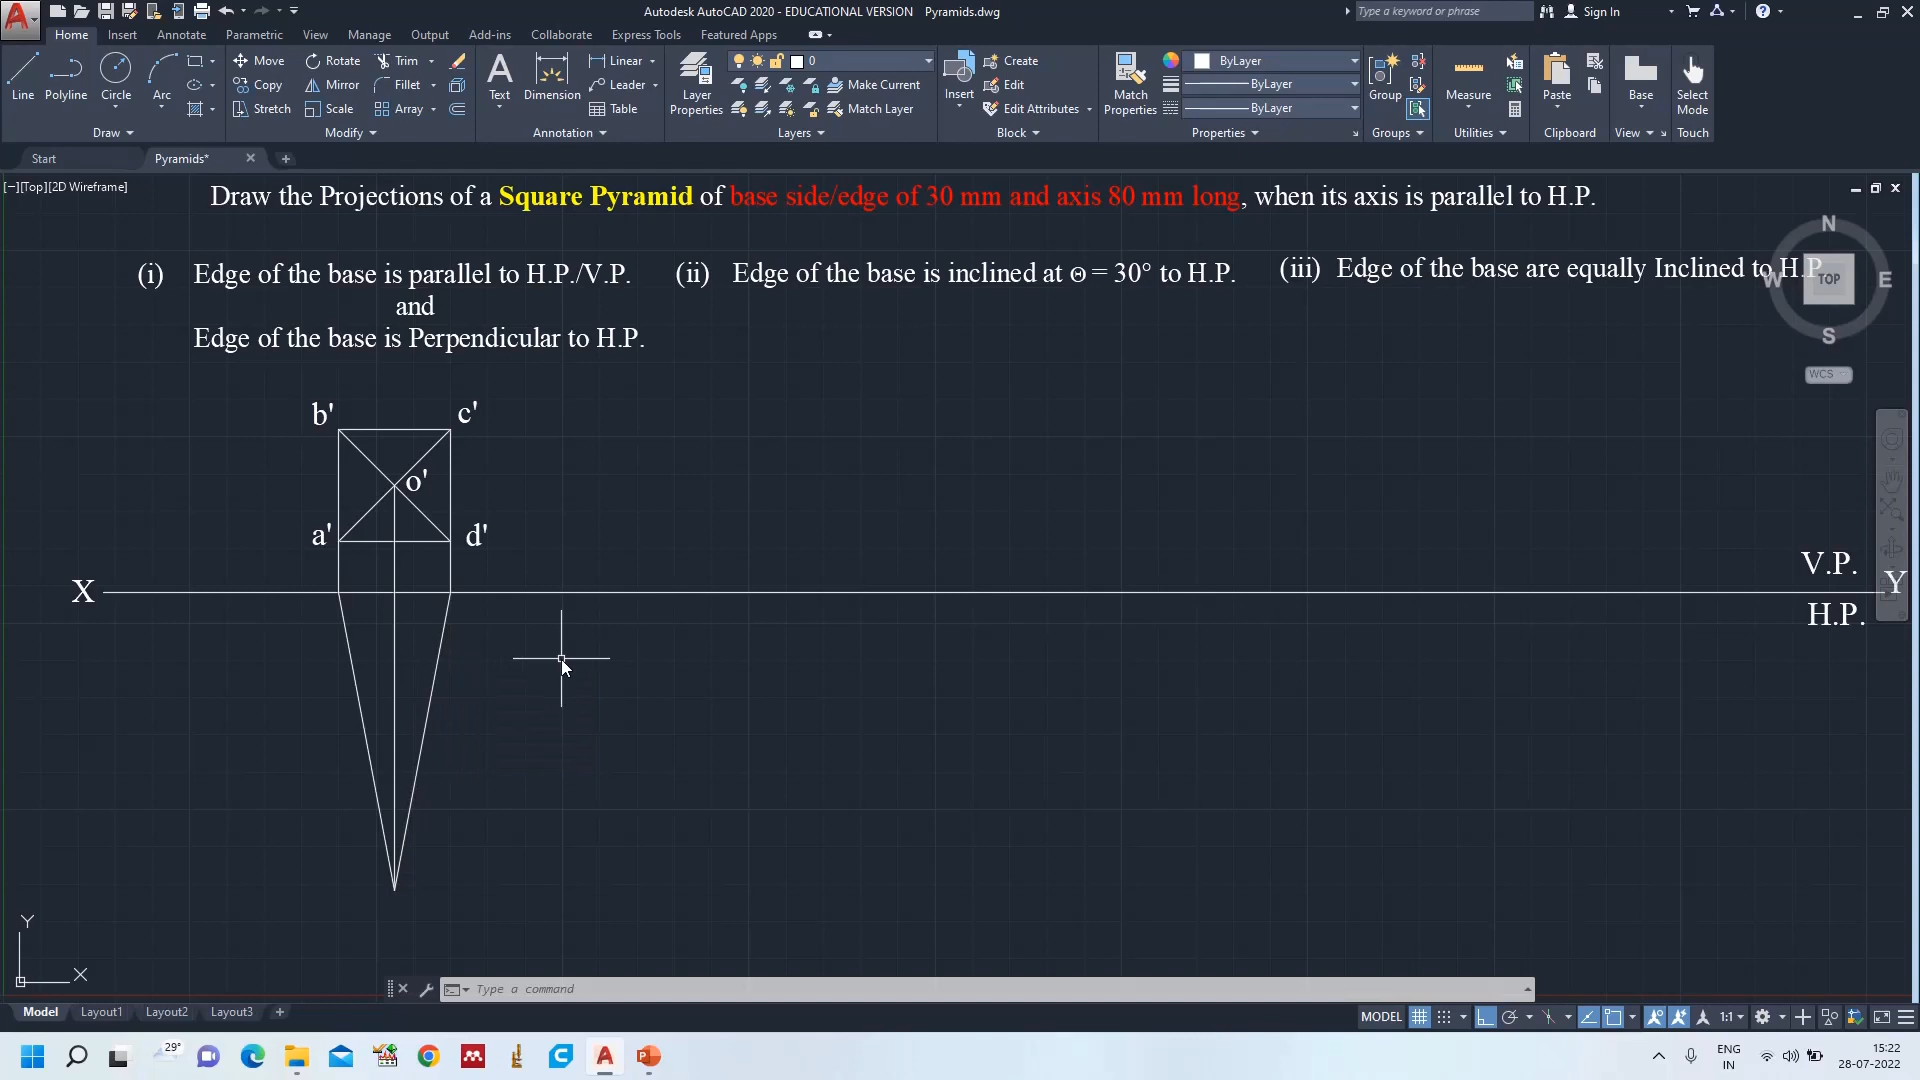 Autodesk AutoCAD 2020 - EDUCATIONAL VERSION Pyramids.dwg
Type a keyword or phrase
Sign In
Home Insert Annotate Parametric View Manage Output Add-ins Collaborate Express Tools Featured Apps
Line Polyline Circle Arc
Draw
Move Rotate Trim
Copy Mirror Fillet
Stretch Scale Array
Modify
Text Dimension
Linear
Leader
Table
Annotation
Layer Properties
0
Make Current
Match Layer
Layers
Insert
Create
Edit
Edit Attributes
Block
Match Properties
ByLayer
ByLayer
ByLayer
Properties
Group
Groups
Measure
Utilities
Paste
Clipboard
Base
View
Select Mode
Touch
Start
Pyramids*
[−][Top][2D Wireframe]
Draw the Projections of a Square Pyramid of base side/edge of 30 mm and axis 80 mm long, when its axis is parallel to H.P.
(i) Edge of the base is parallel to H.P./V.P.
and
Edge of the base is Perpendicular to H.P.
(ii) Edge of the base is inclined at Θ = 30° to H.P.
(iii) Edge of the base are equally Inclined to H.P
N
W
TOP
E
S
WCS
b'
c'
o'
a'
d'
X
V.P.
Y
H.P.
Y
X
Type a command
Model Layout1 Layout2 Layout3
MODEL
1:1
29°
ENG
IN
15:22
28-07-2022